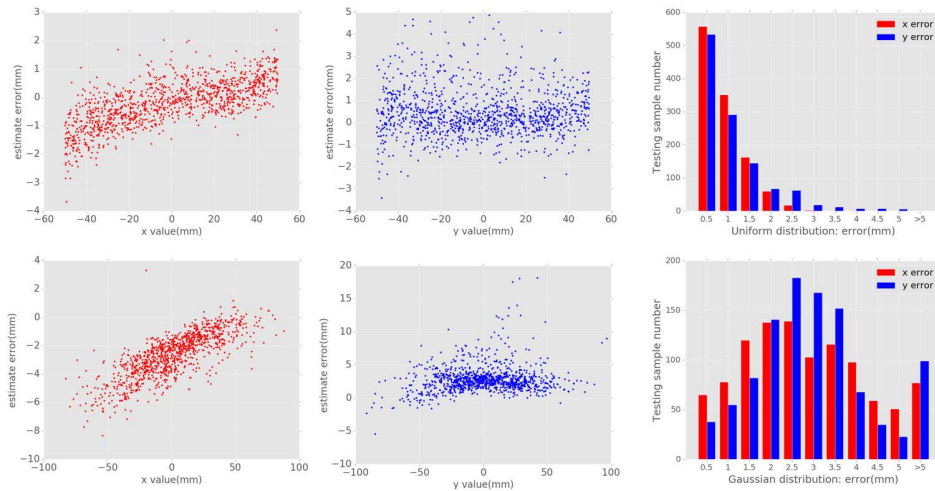 3
2
1
0
−1
−2
−3
−4
−60 −40 −20 0 20 40 60
x value(mm)
estimate error(mm)
5
4
3
2
1
0
−1
−2
−3
−4
−60 −40 −20 0 20 40 60
y value(mm)
estimate error(mm)
600
500
400
300
200
100
0
0.5 1 1.5 2 2.5 3 3.5 4 4.5 5 >5
Uniform distribution: error(mm)
Testing sample number
x error
y error
4
2
0
−2
−4
−6
−8
−10
−100 −50 0 50 100
x value(mm)
estimate error(mm)
20
15
10
5
0
−5
−10
−100 −50 0 50 100
y value(mm)
estimate error(mm)
200
150
100
50
0
0.5 1 1.5 2 2.5 3 3.5 4 4.5 5 >5
Gaussian distribution: error(mm)
Testing sample number
x error
y error